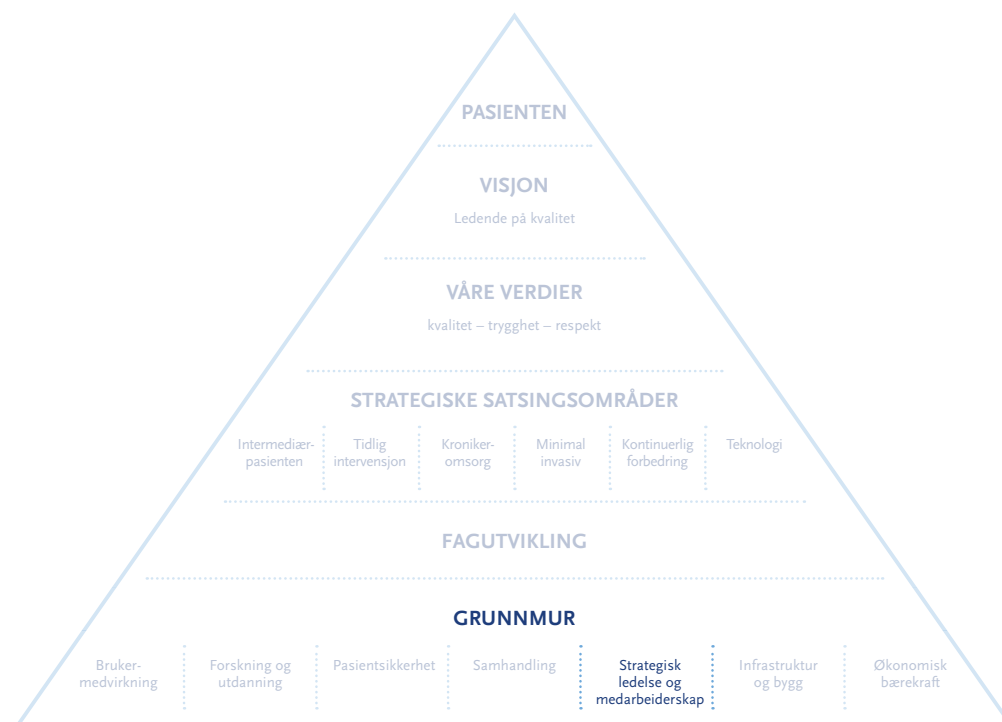 PASIENTEN
VISJON
Ledende på kvalitet
VÅRE VERDIER
kvalitet – trygghet – respekt
STRATEGISKE SATSINGSOMRÅDER
Intermediær-
pasienten
Tidlig
intervensjon
Kroniker-
omsorg
Minimal
invasiv
Kontinuerlig
forbedring
Teknologi
FAGUTVIKLING
GRUNNMUR
Bruker-
medvirkning
Forskning og
utdanning
Pasientsikkerhet
Samhandling
Strategisk
ledelse og
medarbeiderskap
Infrastruktur
og bygg
Økonomisk
bærekraft